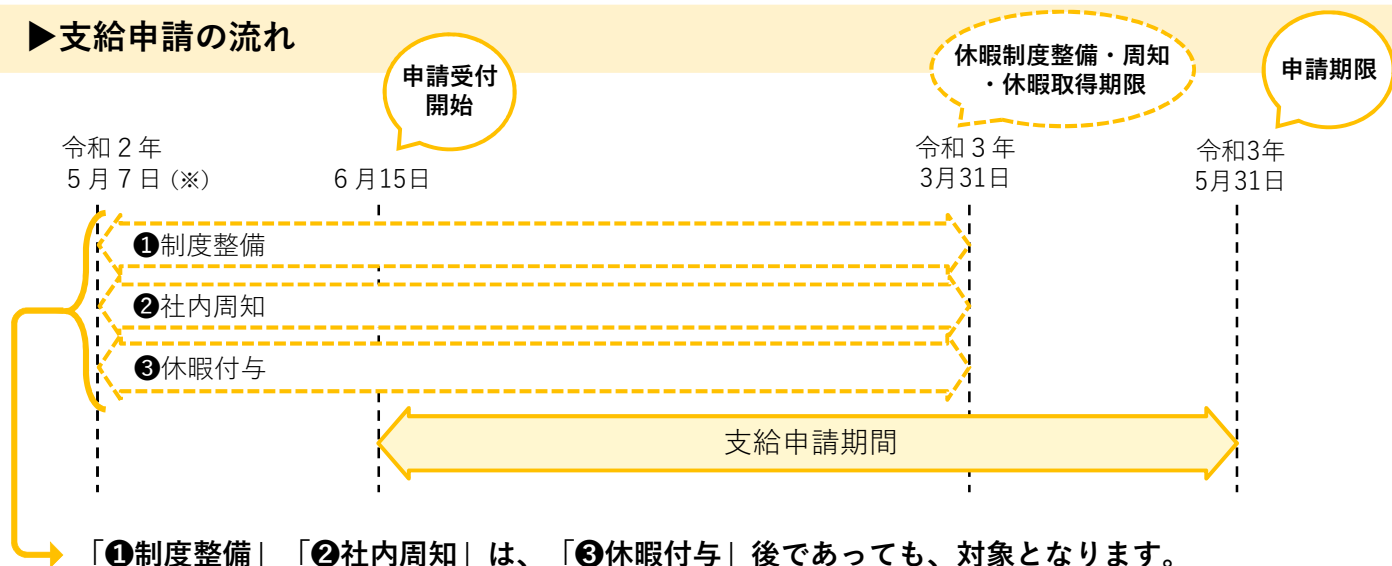 ▶支給申請の流れ
申請受付
開始
休暇制度整備・周知
・休暇取得期限
申請期限
令和２年
５月７日（※）
６月15日
令和３年
3月31日
令和3年
5月31日
❶制度整備
❷社内周知
❸休暇付与
支給申請期間
「❶制度整備」「❷社内周知」は、「❸休暇付与」後であっても、対象となります。